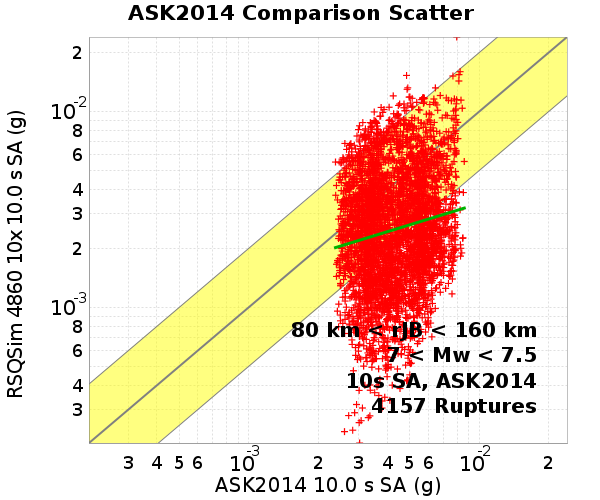 ASK2014 Comparison Scatter
RSQSim 4860 10x 10.0 s SA (g)
2
10-2
8
6
4
3
2
10-3
8
6
4
3
80 km < rJB < 160 km
7 < Mw < 7.5
10s SA, ASK2014
4157 Ruptures
3 4 5 6 10-3 2 3 4 5 6 10-2 2
ASK2014 10.0 s SA (g)